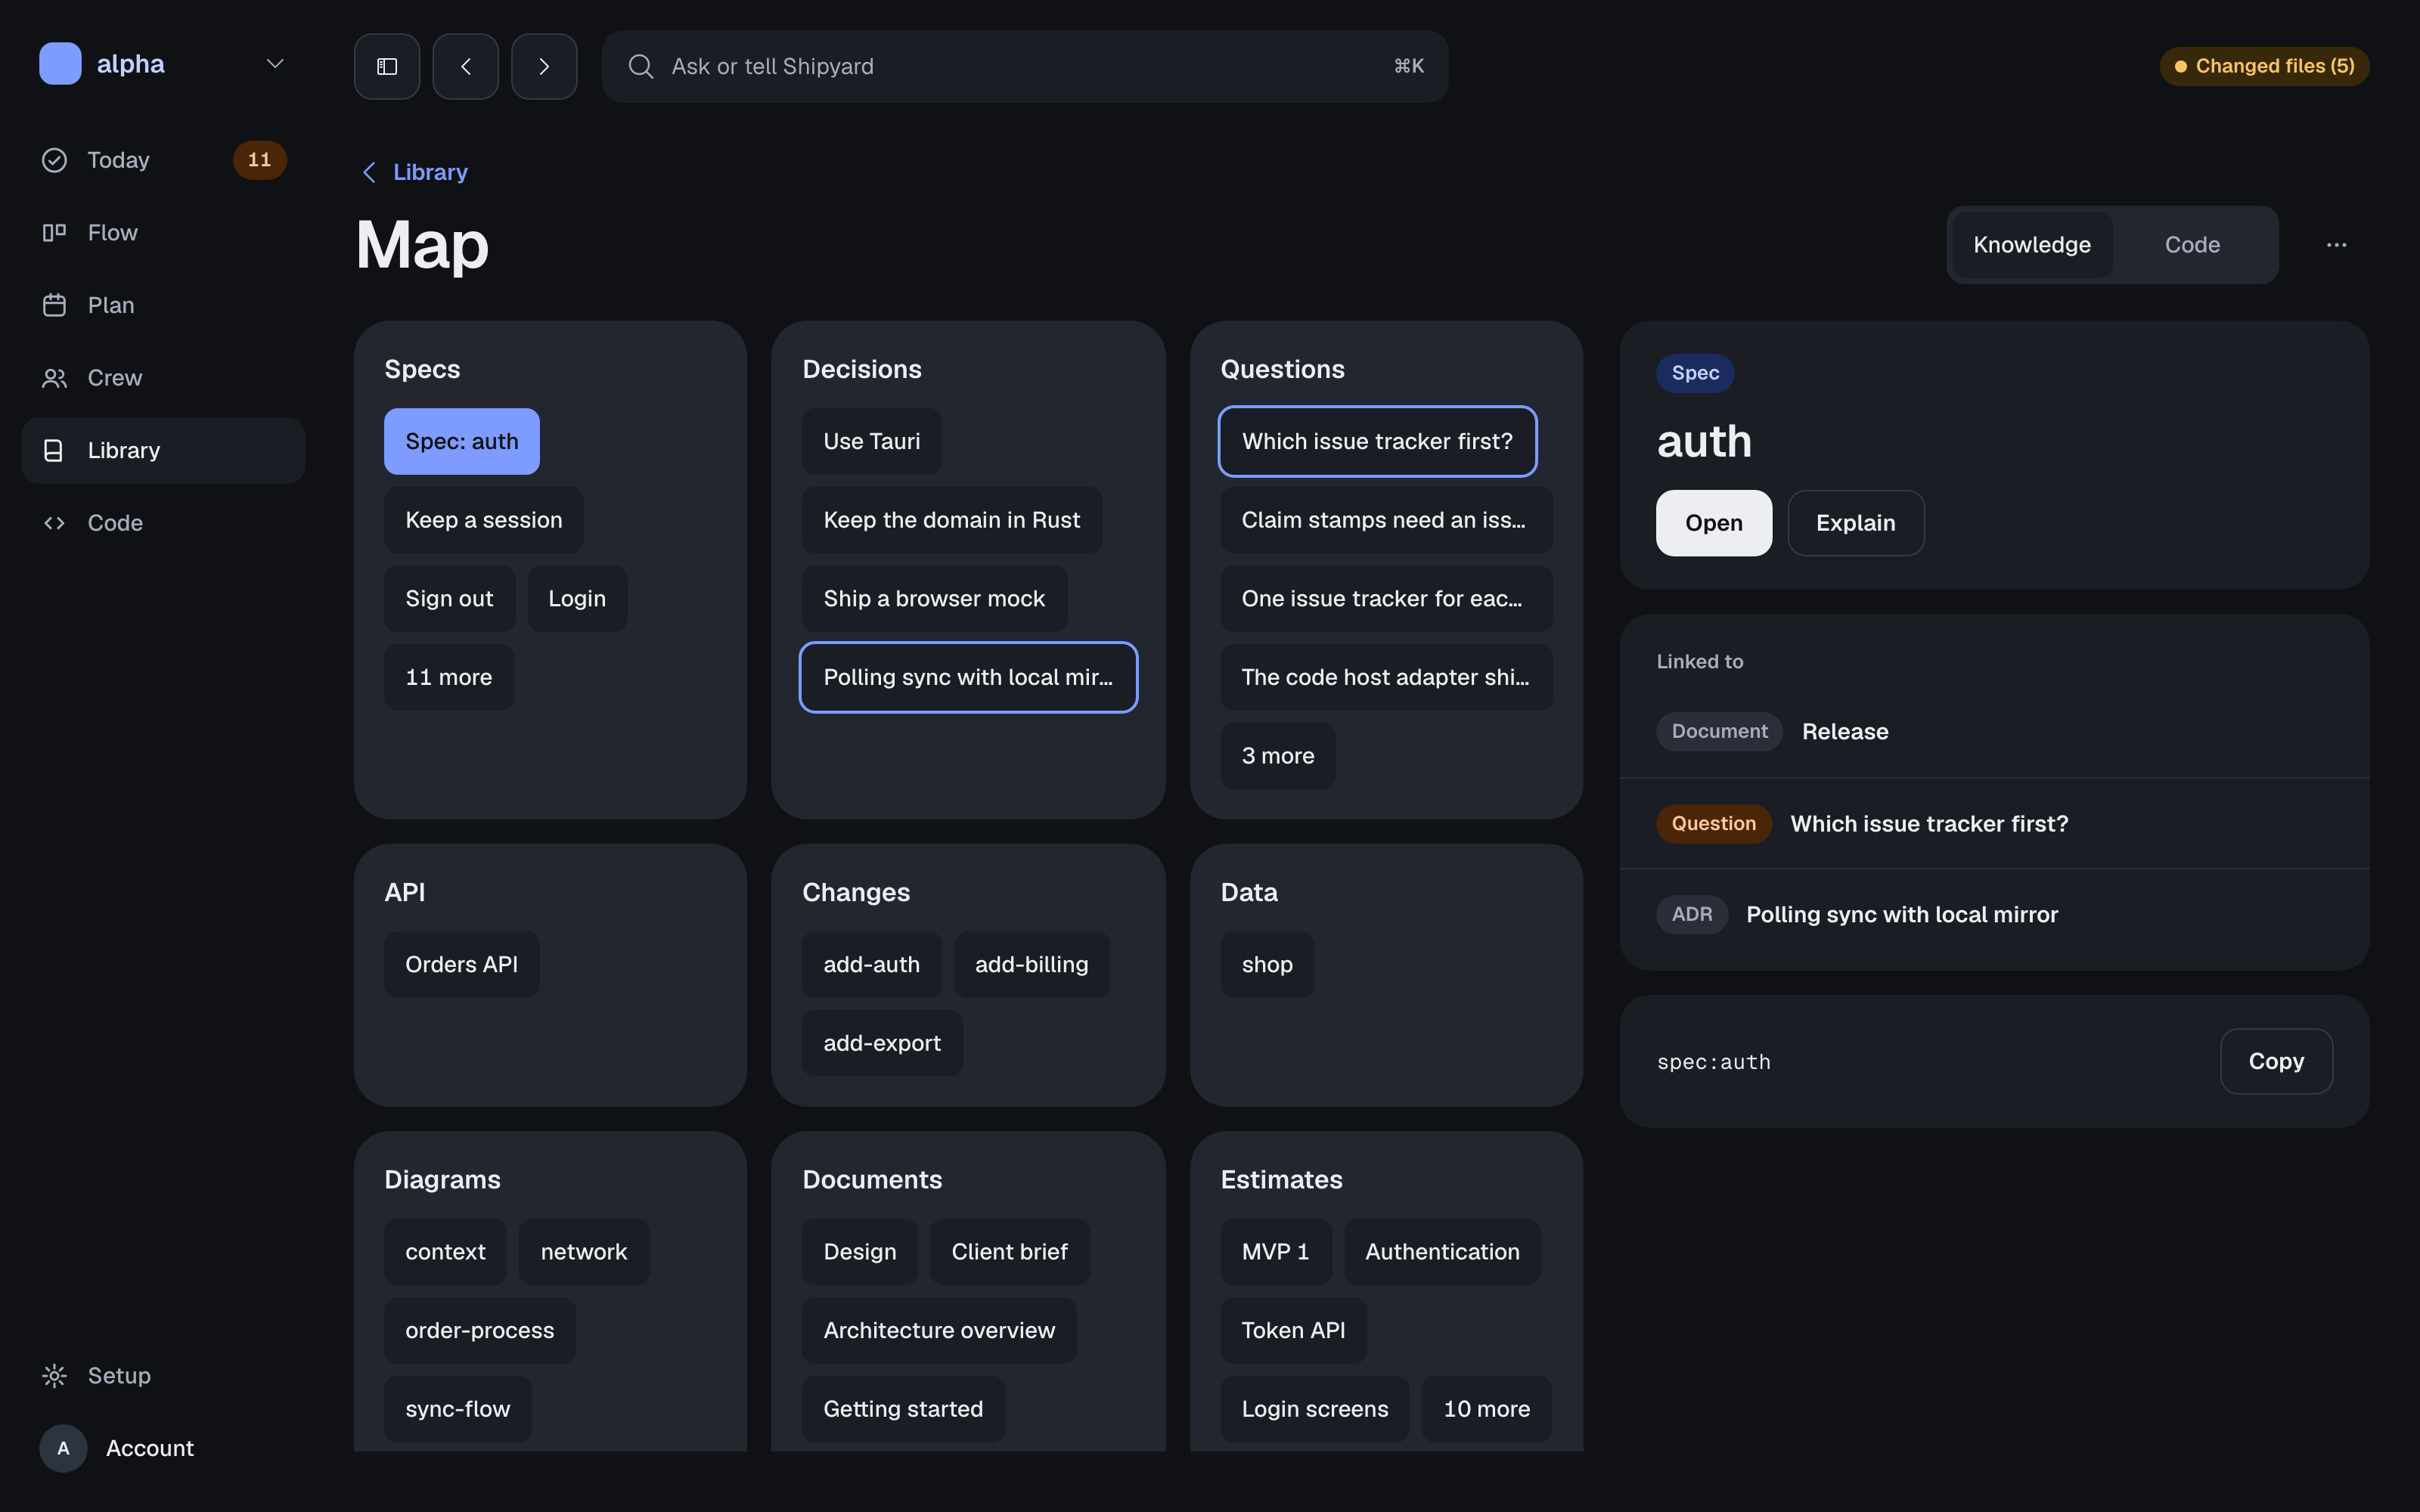 alpha
Today
11
Flow
Plan
Crew
Library
Code
Setup
A
Account
Ask or tell Shipyard
⌘K
Changed files (5)
Library
Map
Knowledge
Code
Specs
Spec: auth
Keep a session
Sign out
Login
11 more
Decisions
Use Tauri
Keep the domain in Rust
Ship a browser mock
Polling sync with local mir...
Questions
Which issue tracker first?
Claim stamps need an iss...
One issue tracker for eac...
The code host adapter shi...
3 more
API
Orders API
Changes
add-auth
add-billing
add-export
Data
shop
Diagrams
context
network
order-process
sync-flow
Documents
Design
Client brief
Architecture overview
Getting started
Estimates
MVP 1
Authentication
Token API
Login screens
10 more
Spec
auth
Open
Explain
Linked to
Document Release
Question Which issue tracker first?
ADR Polling sync with local mirror
spec:auth
Copy